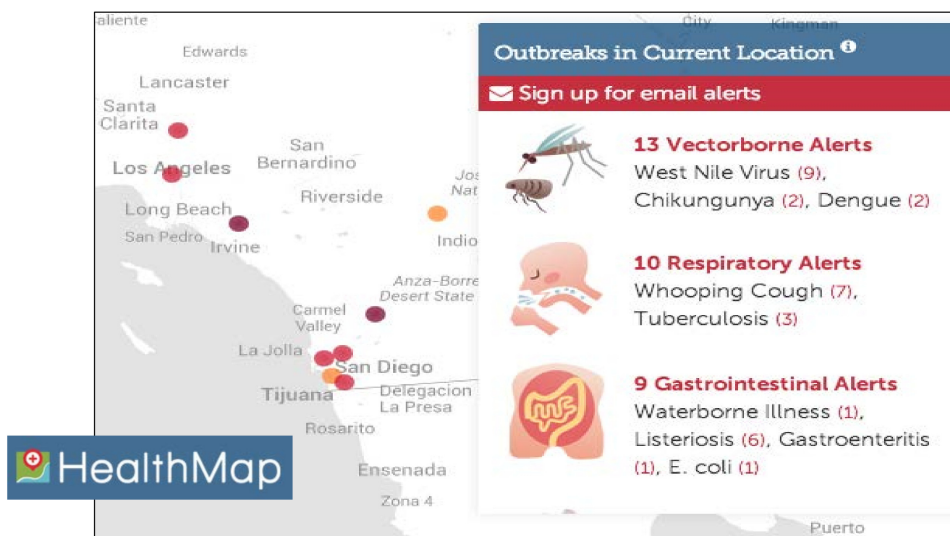 aliente
City
Kingman
Edwards
Lancaster
Santa
Clarita
Los Angeles
San
Bernardino
Riverside
Long Beach
San Pedro
Irvine
Jos
Nat
Indio
Anza-Borre
Desert State
Carmel
Valley
La Jolla
San Diego
Tijuana
Delegacion
La Presa
Rosarito
Ensenada
Zona 4
Puerto
HealthMap
Outbreaks in Current Location i
Sign up for email alerts
13 Vectorborne Alerts
West Nile Virus (9),
Chikungunya (2), Dengue (2)
10 Respiratory Alerts
Whooping Cough (7),
Tuberculosis (3)
9 Gastrointestinal Alerts
Waterborne Illness (1),
Listeriosis (6), Gastroenteritis
(1), E. coli (1)